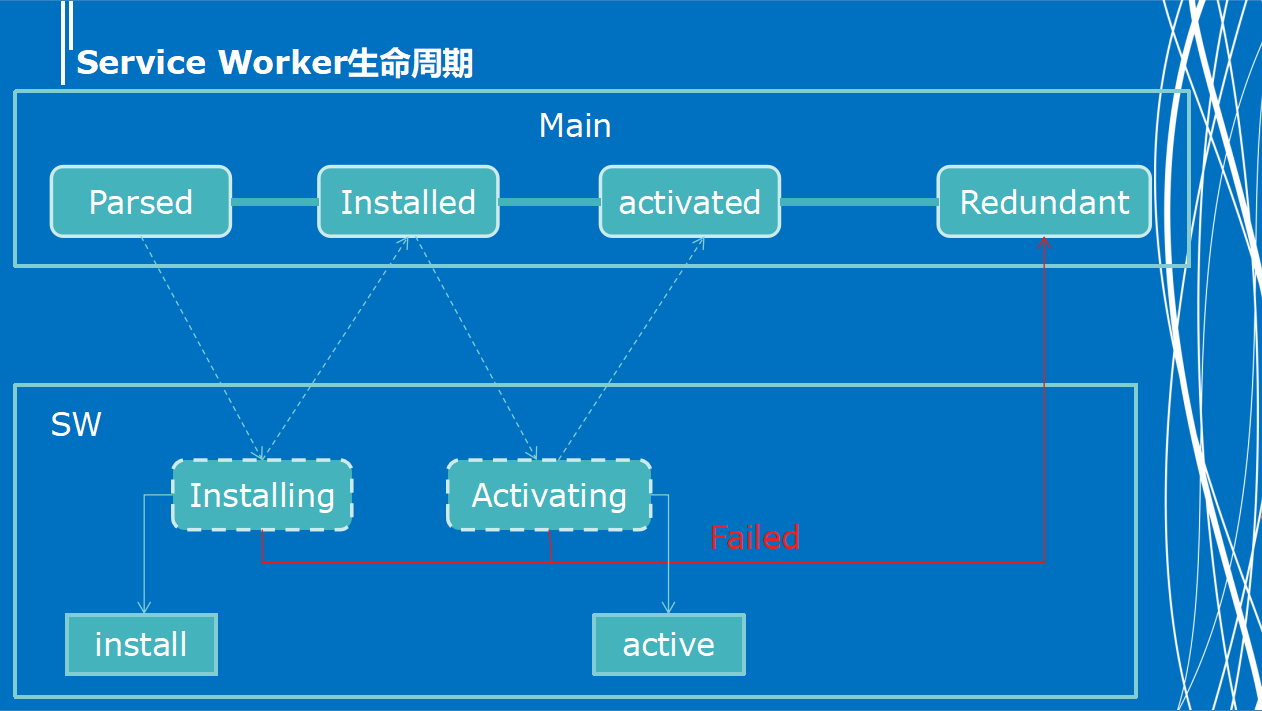 Service Worker生命周期
Main
Parsed
Installed
activated
Redundant
SW
Installing
Activating
Failed
install
active